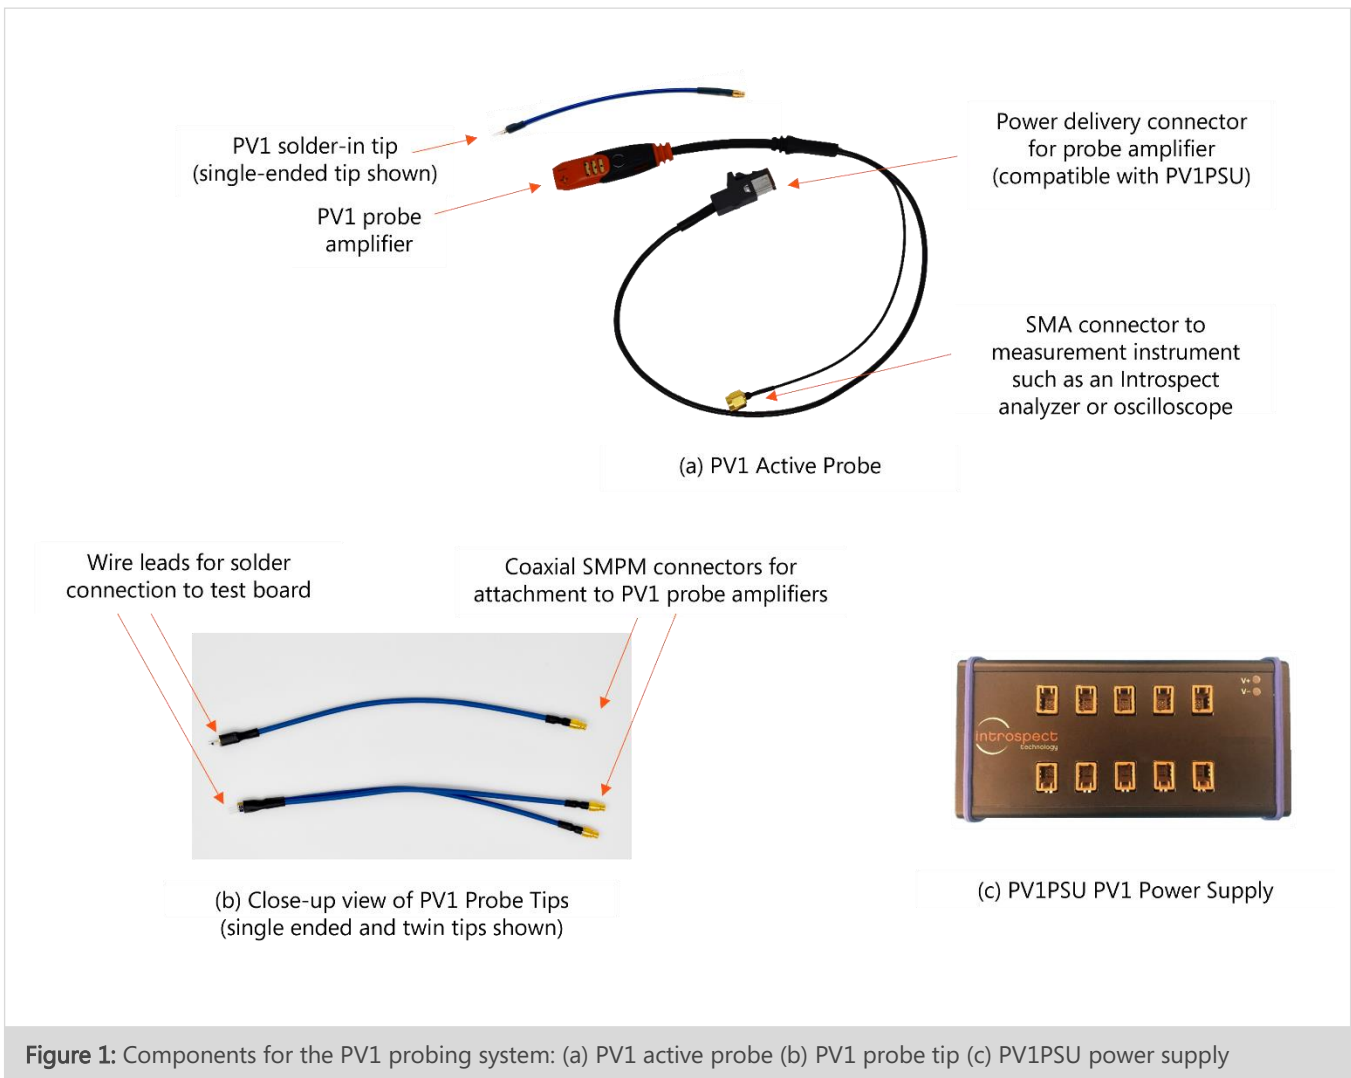 PV1 solder-in tip
(single-ended tip shown)
PV1 probe
amplifier
Power delivery connector
for probe amplifier
(compatible with PV1PSU)
SMA connector to
measurement instrument
such as an Introspect
analyzer or oscilloscope
(a) PV1 Active Probe
Wire leads for solder
connection to test board
Coaxial SMPM connectors for
attachment to PV1 probe amplifiers
(b) Close-up view of PV1 Probe Tips
(single ended and twin tips shown)
V+
V-
introspect
technology
(c) PV1PSU PV1 Power Supply
Figure 1: Components for the PV1 probing system: (a) PV1 active probe (b) PV1 probe tip (c) PV1PSU power supply